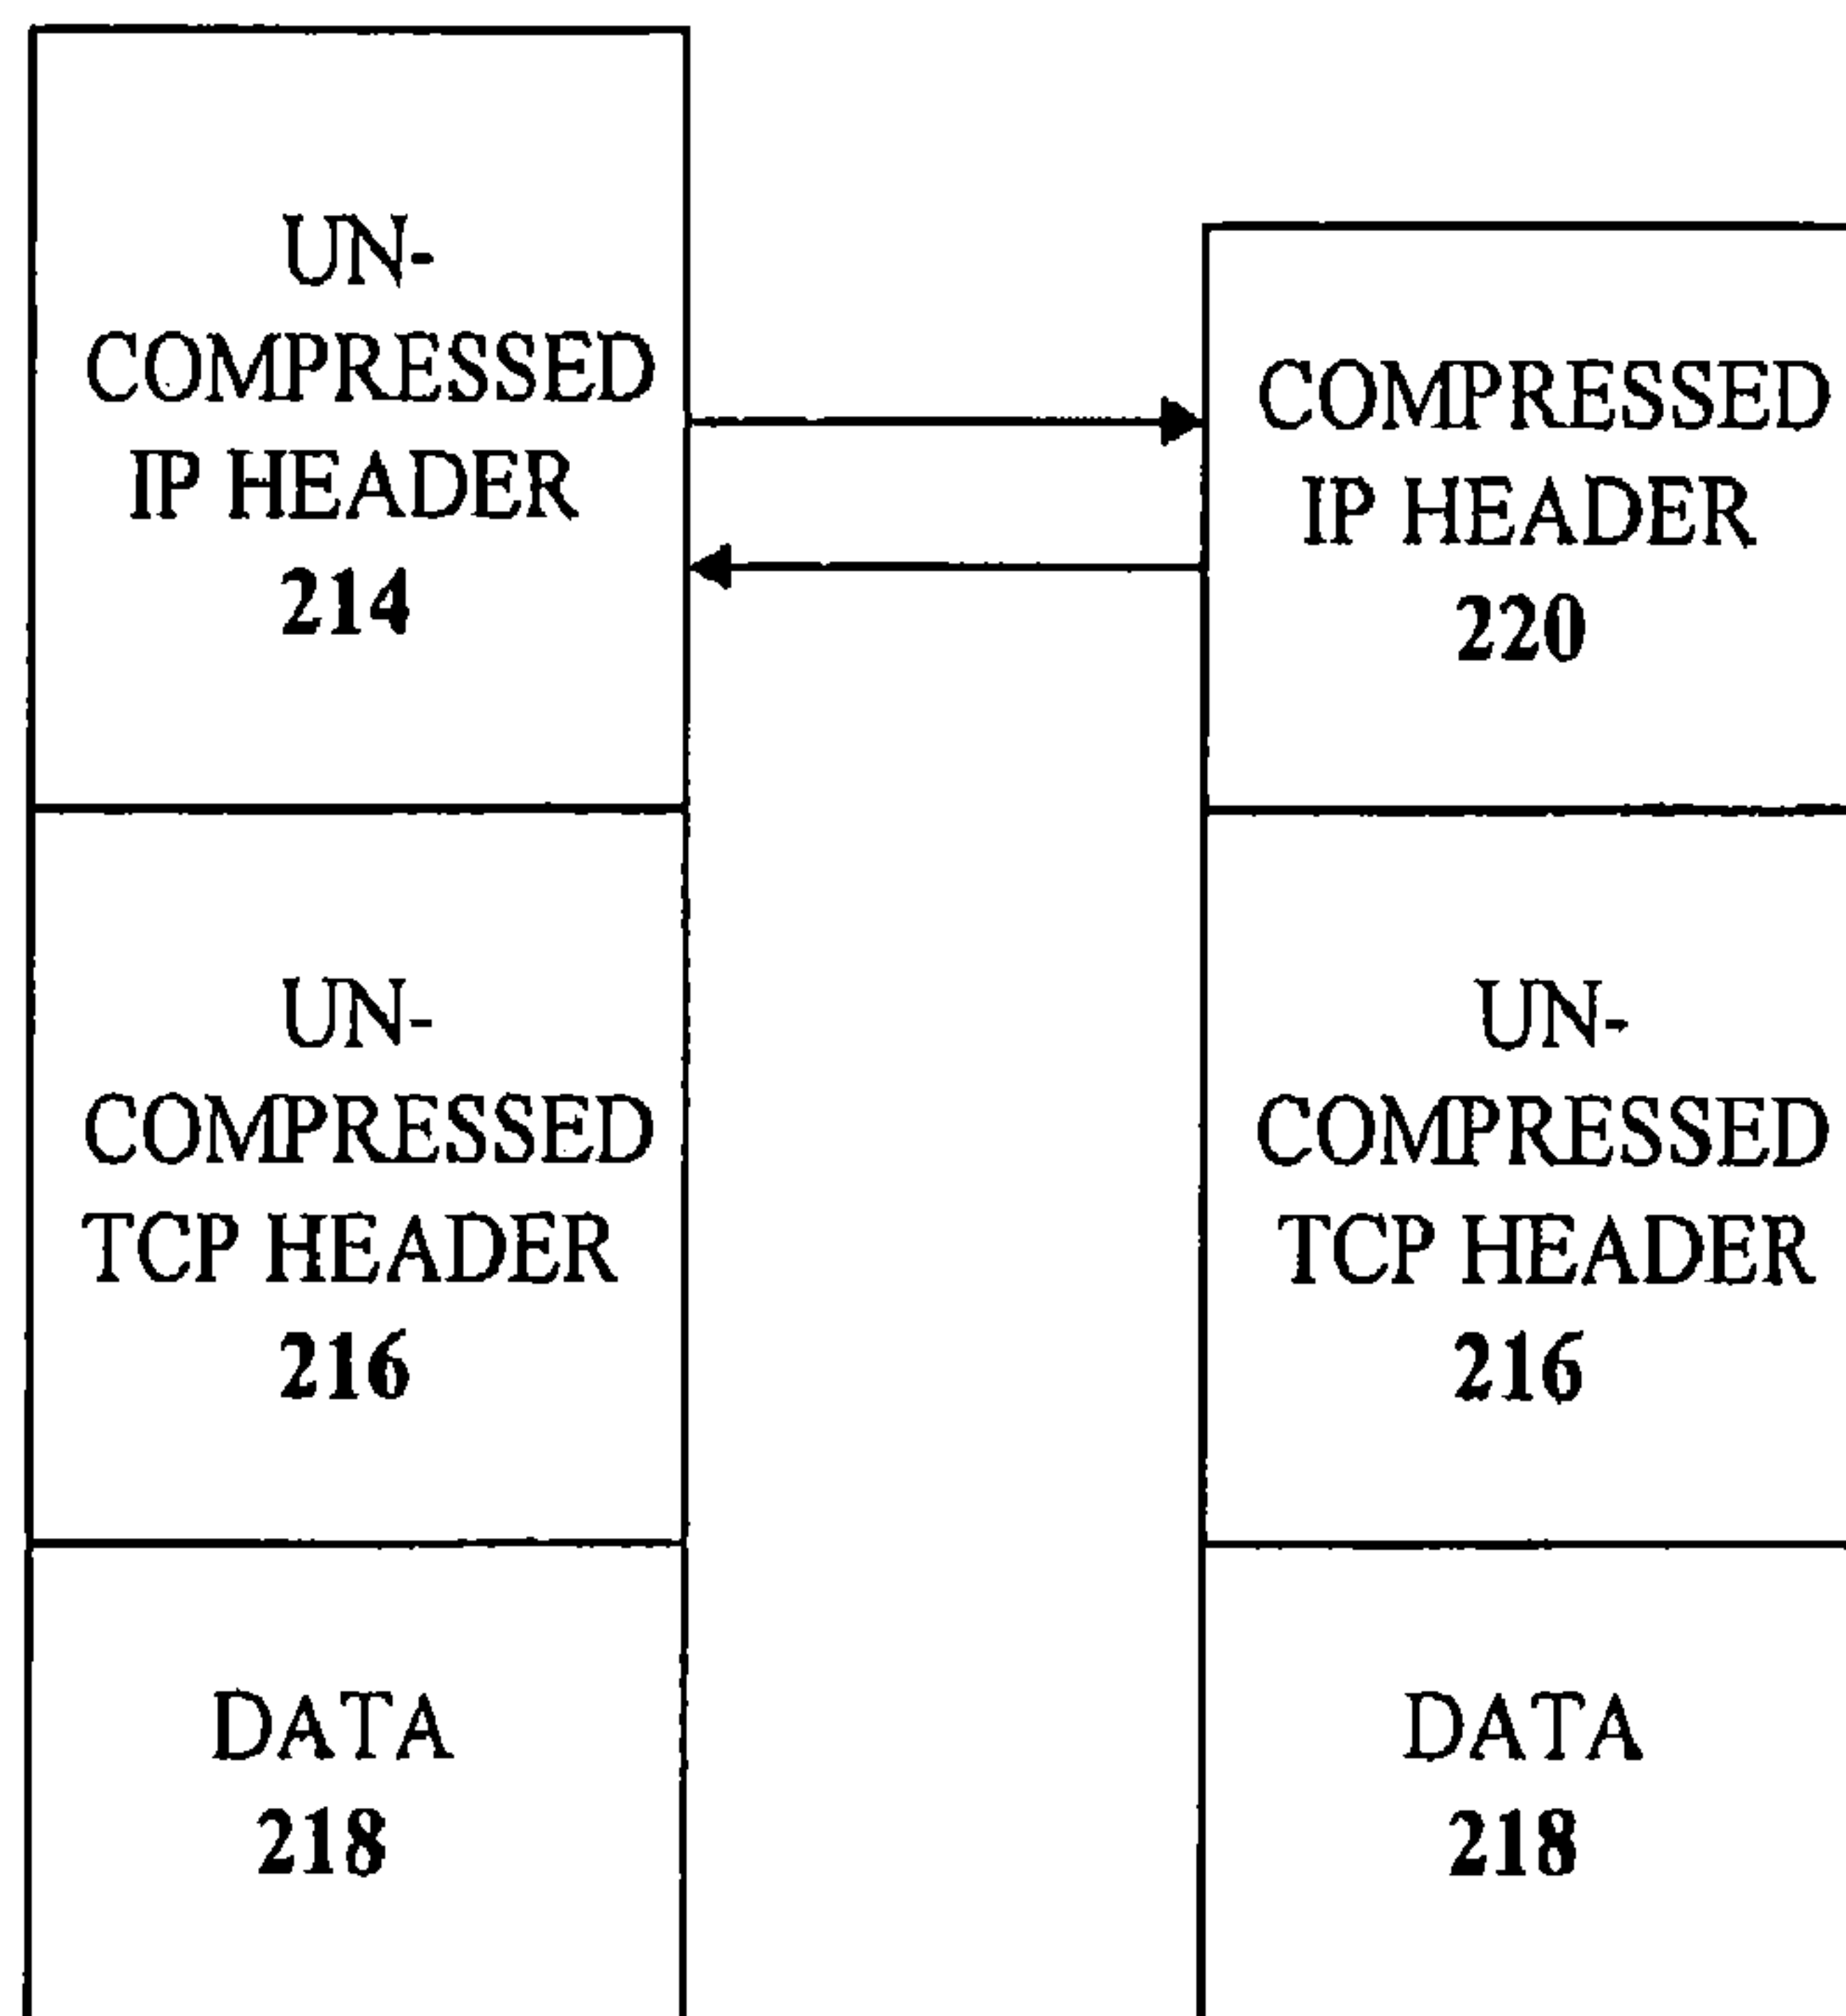 UN-
COMPRESSED
IP HEADER
214
COMPRESSED
IP HEADER
220
UN-
COMPRESSED
TCP HEADER
216
UN-
COMPRESSED
TCP HEADER
216
DATA
218
DATA
218